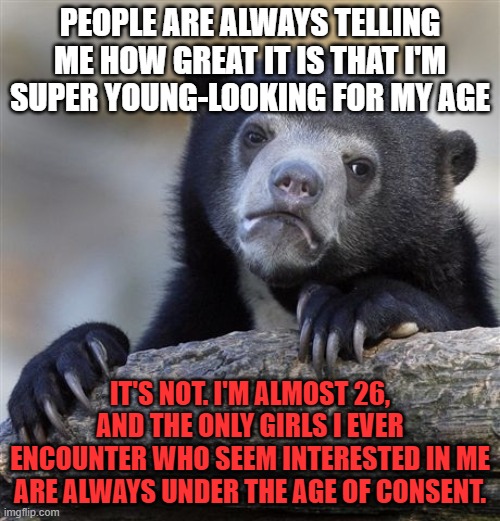 PEOPLE ARE ALWAYS TELLING
ME HOW GREAT IT IS THAT I'M
SUPER YOUNG-LOOKING FOR MY AGE
IT'S NOT. I'M ALMOST 26,
AND THE ONLY GIRLS I EVER
ENCOUNTER WHO SEEM INTERESTED IN ME
ARE ALWAYS UNDER THE AGE OF CONSENT.
imgflip.com